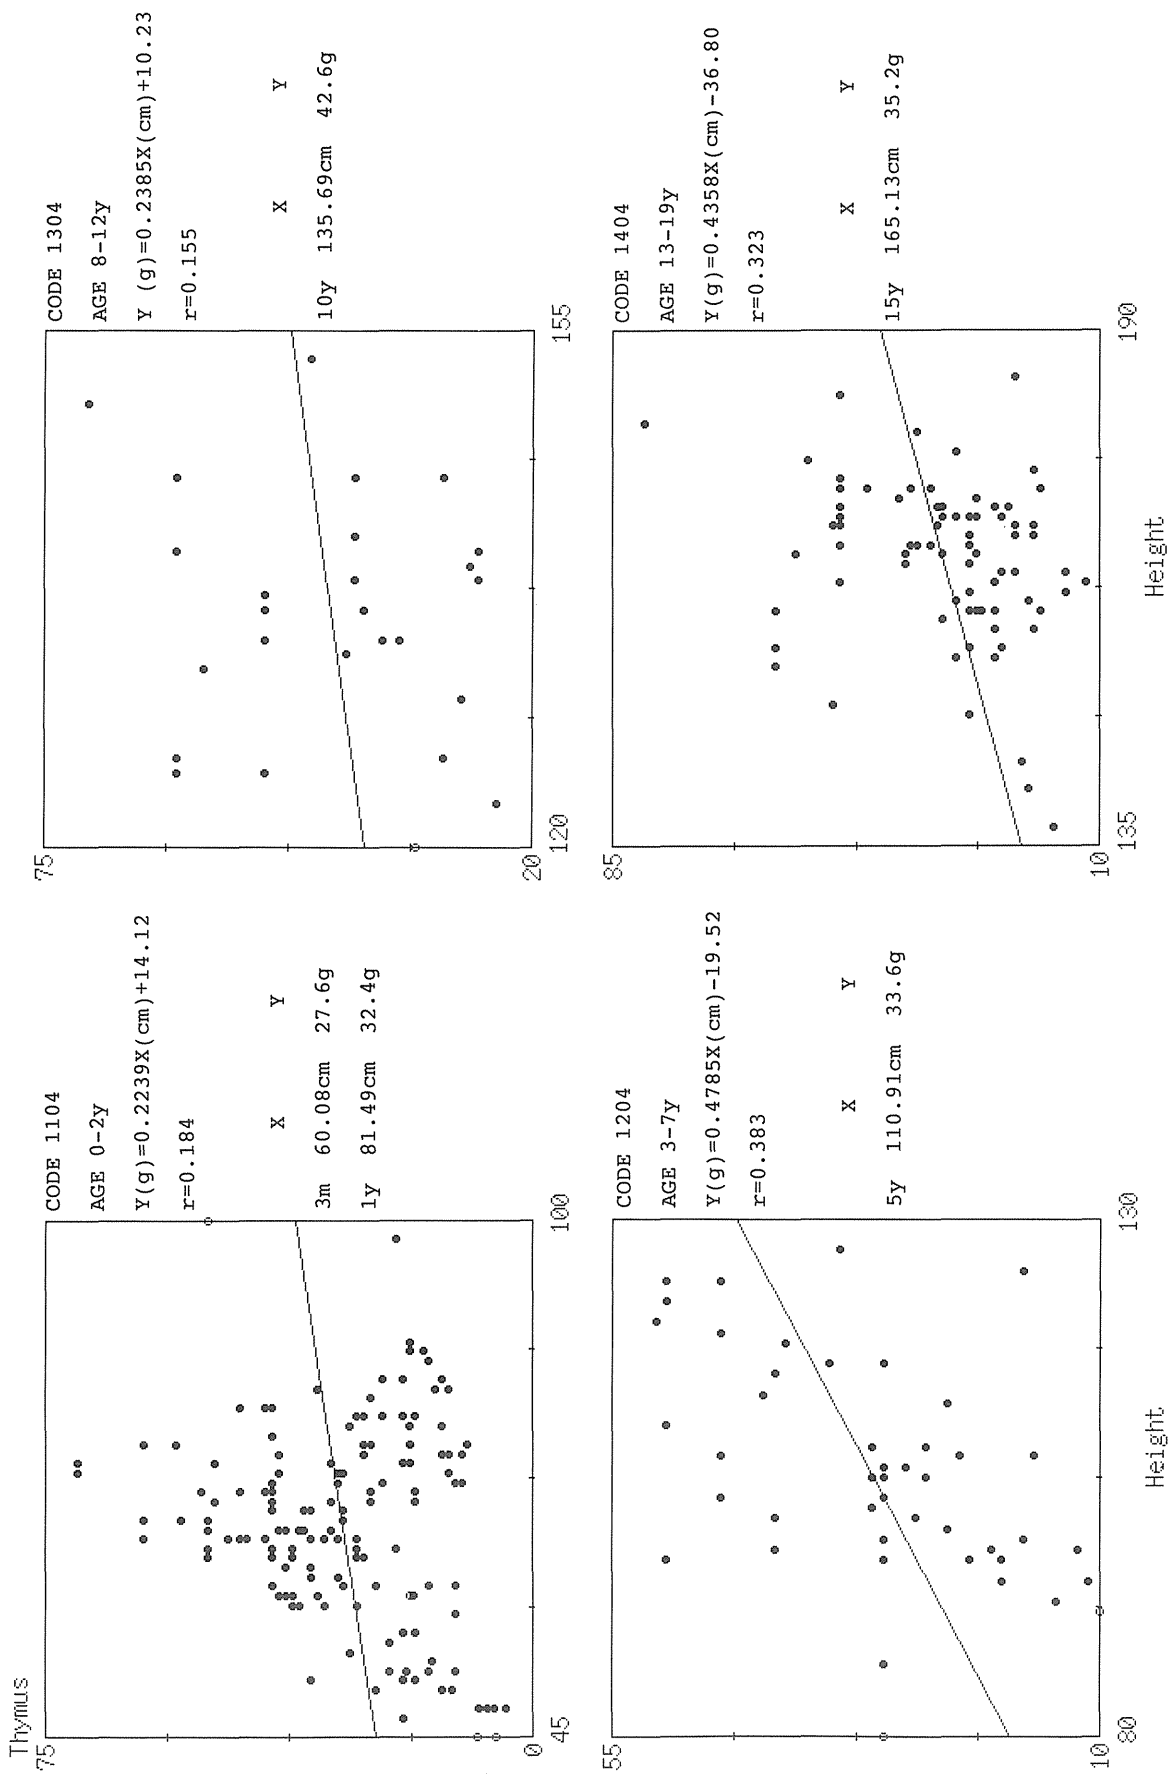 Thymus
75
0
45
100
CODE 1104
AGE 0-2y
Y(g)=0.2239X(cm)+14.12
r=0.184
X Y
3m 60.08cm 27.6g
1y 81.49cm 32.4g
75
20
120
155
CODE 1304
AGE 8-12y
Y (g)=0.2385X(cm)+10.23
r=0.155
X Y
10y 135.69cm 42.6g
55
10
80
130
Height
CODE 1204
AGE 3-7y
Y(g)=0.4785X(cm)-19.52
r=0.383
X Y
5y 110.91cm 33.6g
85
10
135
190
Height
CODE 1404
AGE 13-19y
Y(g)=0.4358X(cm)-36.80
r=0.323
X Y
15y 165.13cm 35.2g